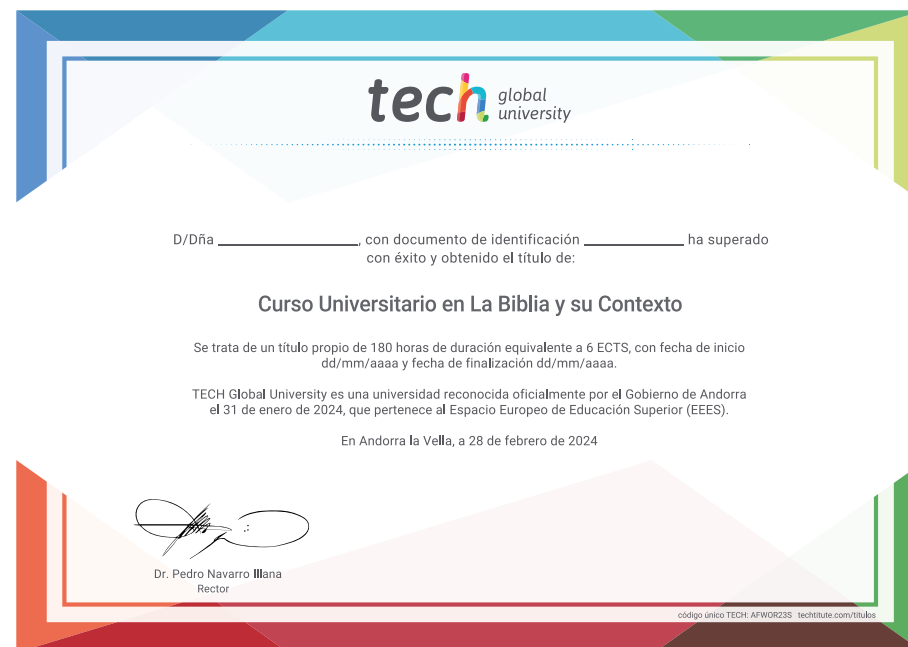 tech global university
D/Dña ____________________, con documento de identificación ______________ ha superado
con éxito y obtenido el título de:
Curso Universitario en La Biblia y su Contexto
Se trata de un título propio de 180 horas de duración equivalente a 6 ECTS, con fecha de inicio
dd/mm/aaaa y fecha de finalización dd/mm/aaaa.
TECH Global University es una universidad reconocida oficialmente por el Gobierno de Andorra
el 31 de enero de 2024, que pertenece al Espacio Europeo de Educación Superior (EEES).
En Andorra la Vella, a 28 de febrero de 2024
Dr. Pedro Navarro Illana
Rector
código único TECH: AFWOR23S techtitute.com/titulos